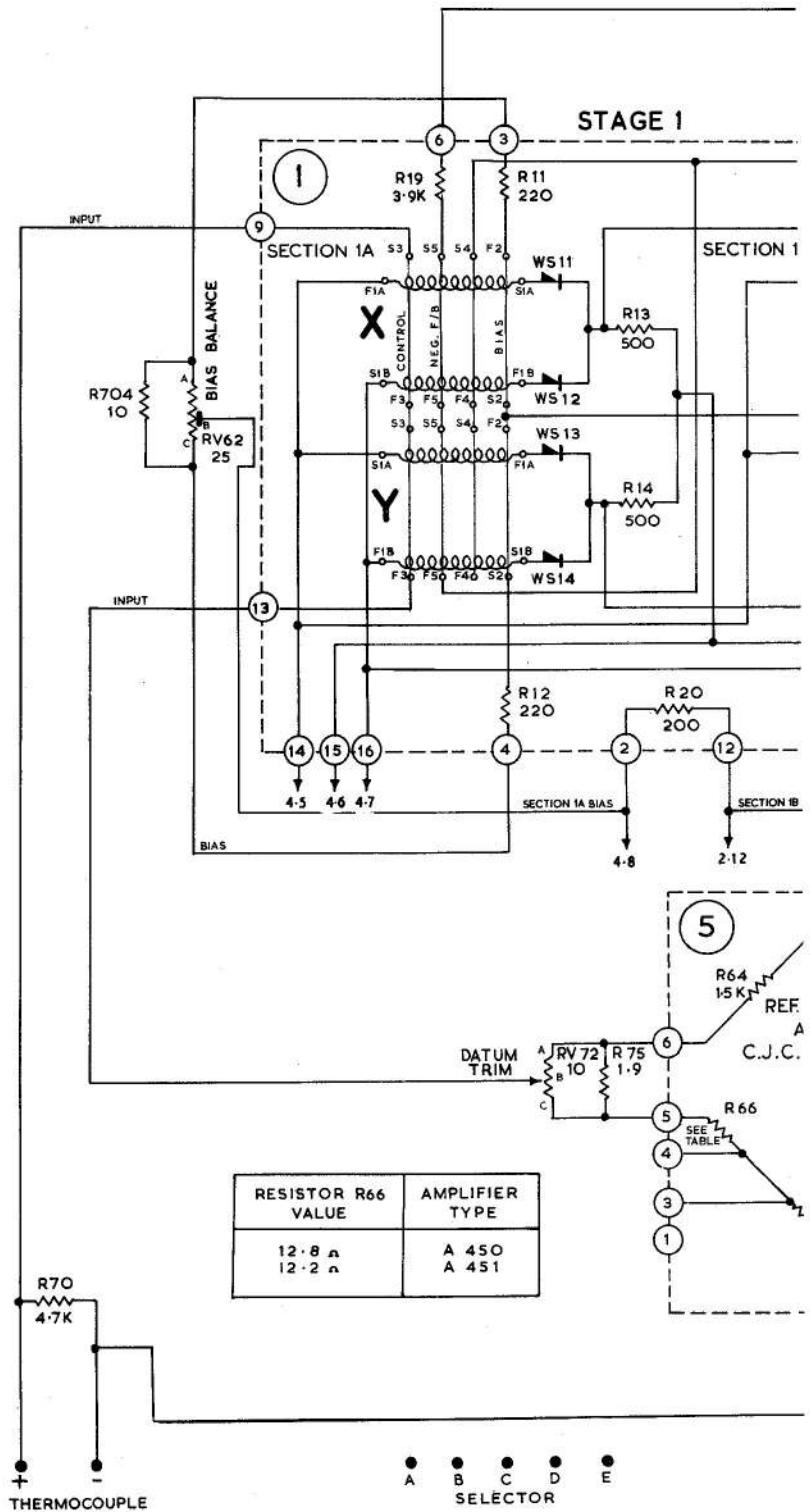 STAGE 1
6
3
1
R19
3.9K
R11
220
INPUT
9
SECTION 1A
S3
S5
S4
F2
WS11
SECTION 1
F1A
S1A
X
CONTROL
NEG. F/B
BIAS
R13
500
BIAS BALANCE
A
B
C
R704
10
RV62
25
S1B
F1B
WS12
F3
F5
F4
S2
S3
S5
S4
F2
WS13
S1A
F1A
Y
R14
500
F1B
S1B
F3
F5
F4
S2
WS14
INPUT
13
R12
220
R20
200
14
15
16
4
2
12
4·5
4·6
4·7
SECTION 1A BIAS
SECTION 1B
BIAS
4·8
2·12
5
R64
1·5K
REF.
A
C.J.C.
6
DATUM
TRIM
A
B
C
RV72
10
R75
1·9
5
R66
SEE
TABLE
4
3
1
RESISTOR R66 VALUE
AMPLIFIER TYPE
12·8 Ω A 450
12·2 Ω A 451
R70
4·7K
+
-
THERMOCOUPLE
A B C D E
SELECTOR